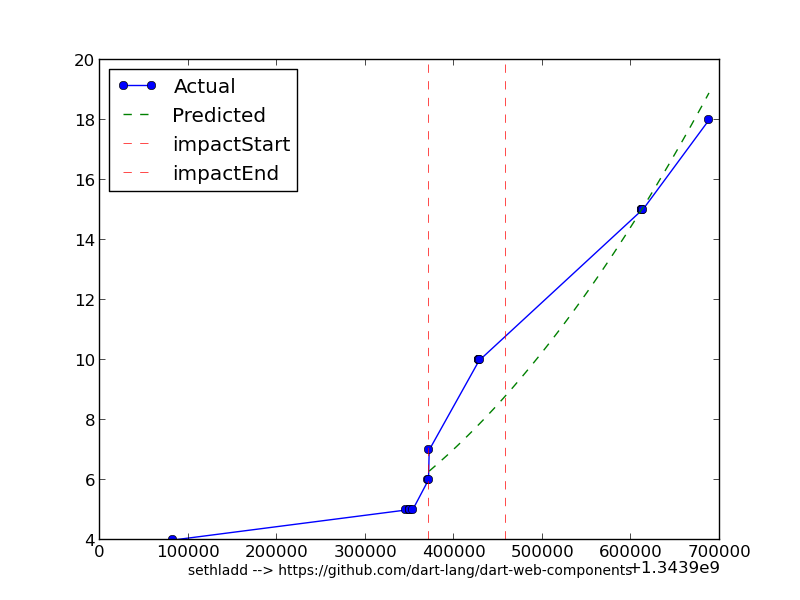 20
18
16
14
12
10
8
6
4
Actual
Predicted
impactStart
impactEnd
0 100000 200000 300000 400000 500000 600000 700000
sethladd --> https://github.com/dart-lang/dart-web-components
+1.3439e9